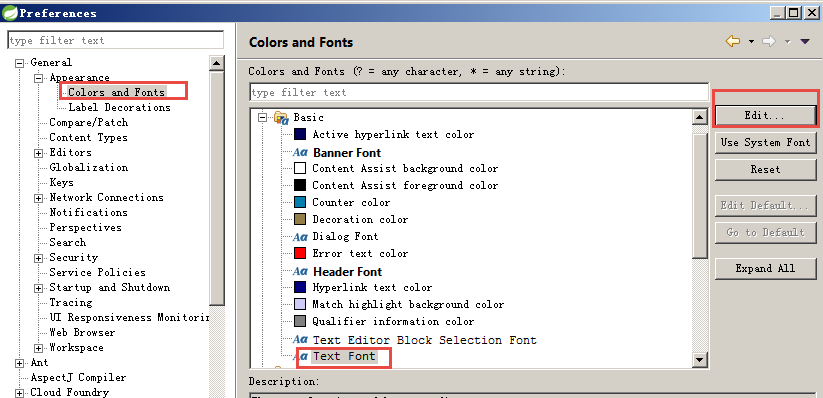 Preferences
type filter text
General
Appearance
Colors and Fonts
Label Decorations
Compare/Patch
Content Types
Editors
Globalization
Keys
Network Connections
Notifications
Perspectives
Search
Security
Service Policies
Startup and Shutdown
Tracing
UI Responsiveness Monitorin
Web Browser
Workspace
Ant
AspectJ Compiler
Cloud Foundry
Colors and Fonts
Colors and Fonts (? = any character, * = any string):
type filter text
Basic
Active hyperlink text color
Aa Banner Font
Content Assist background color
Content Assist foreground color
Counter color
Decoration color
Aa Dialog Font
Error text color
Aa Header Font
Hyperlink text color
Match highlight background color
Qualifier information color
Aa Text Editor Block Selection Font
Aa Text Font
Edit...
Use System Font
Reset
Edit Default...
Go to Default
Expand All
Description: